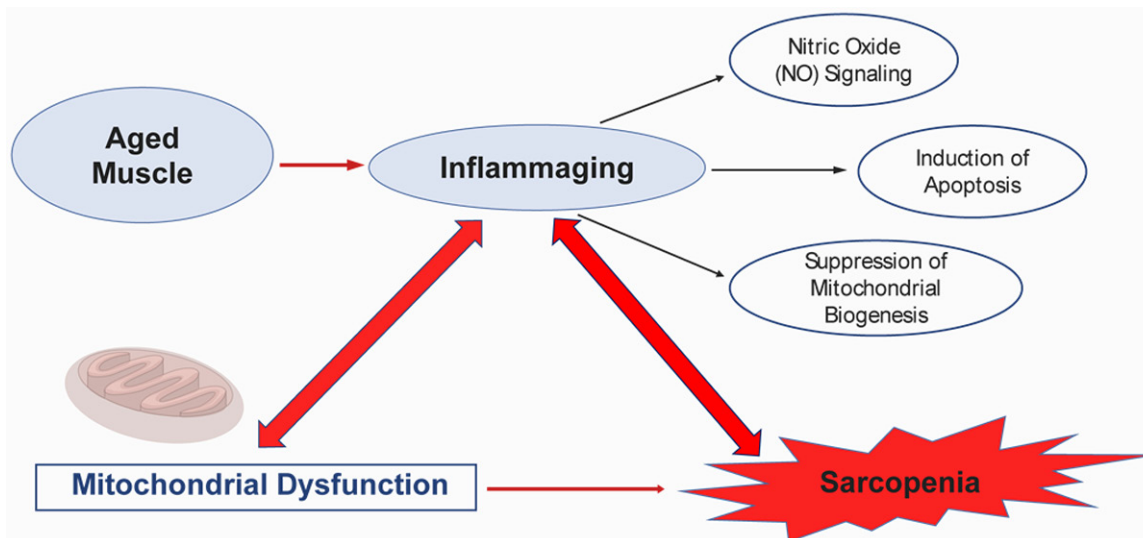 Nitric Oxide
(NO) Signaling
Aged
Muscle
Inflammaging
Induction of
Apoptosis
Suppression of
Mitochondrial
Biogenesis
Mitochondrial Dysfunction
Sarcopenia